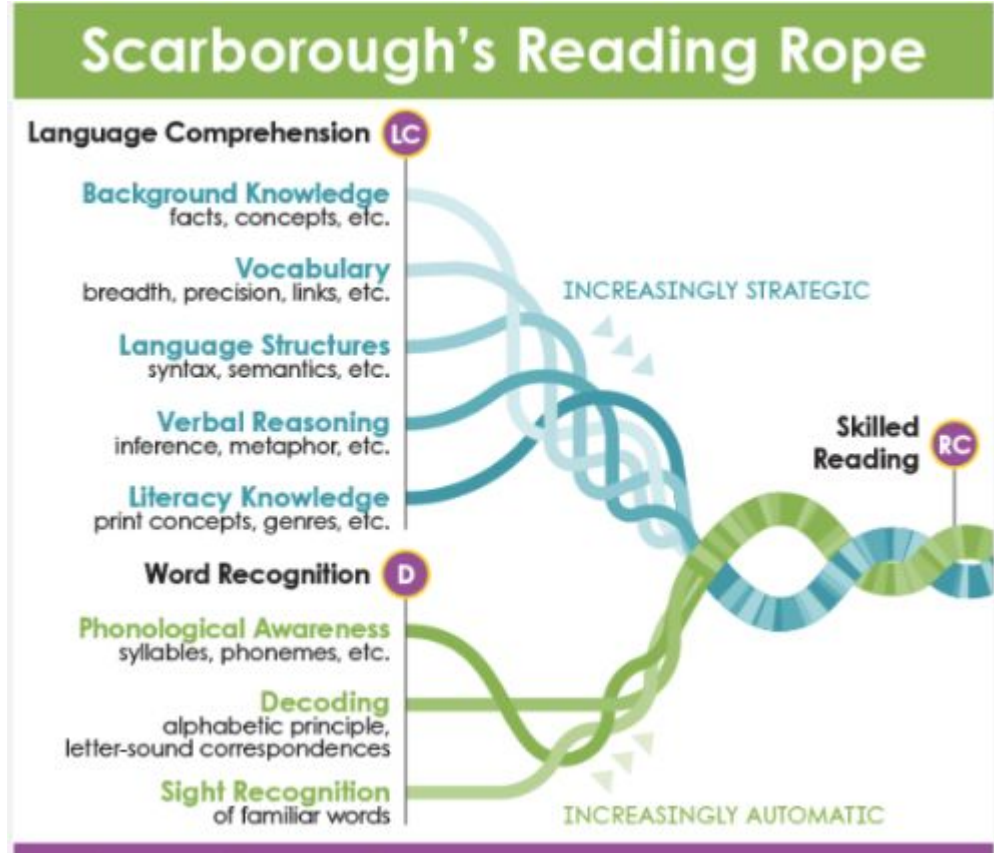 Scarborough's Reading Rope
Language Comprehension LC
Background Knowledge
facts, concepts, etc.
Vocabulary
breadth, precision, links, etc.
INCREASINGLY STRATEGIC
Language Structures
syntax, semantics, etc.
Verbal Reasoning
inference, metaphor, etc.
Literacy Knowledge
print concepts, genres, etc.
Skilled
Reading RC
Word Recognition D
Phonological Awareness
syllables, phonemes, etc.
Decoding
alphabetic principle,
letter-sound correspondences
Sight Recognition
of familiar words
INCREASINGLY AUTOMATIC